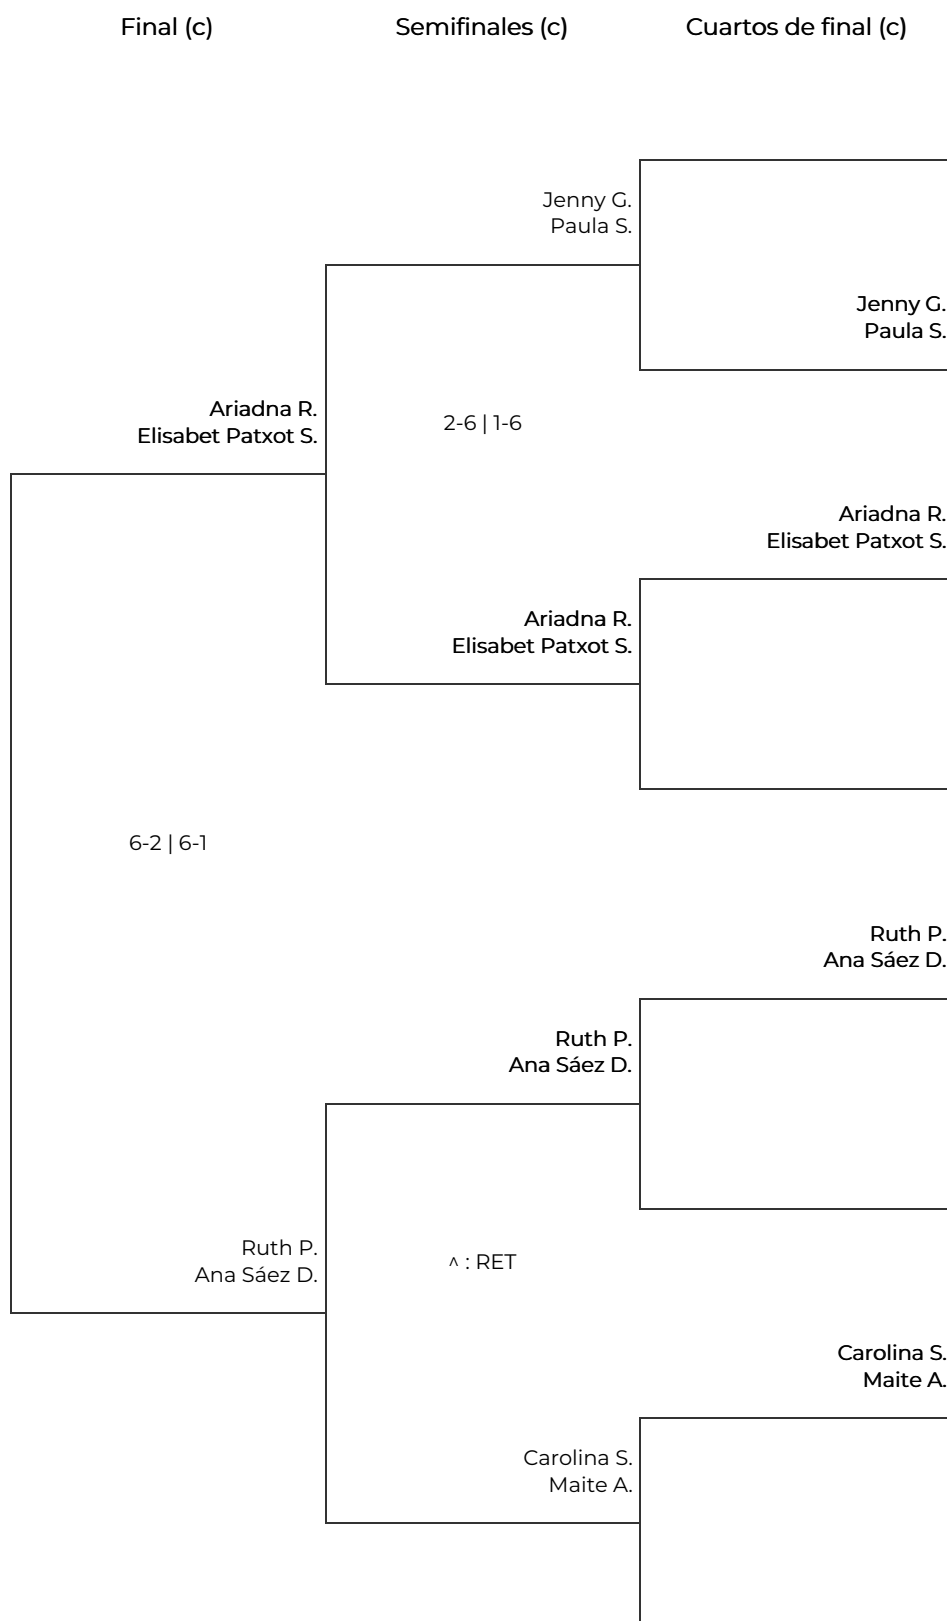 Final (c)
Semifinales (c)
Cuartos de final (c)
Jenny G.
Paula S.
Jenny G.
Paula S.
Ariadna R.
Elisabet Patxot S.
2-6 | 1-6
Ariadna R.
Elisabet Patxot S.
Ariadna R.
Elisabet Patxot S.
6-2 | 6-1
Ruth P.
Ana Sáez D.
Ruth P.
Ana Sáez D.
Ruth P.
Ana Sáez D.
^ : RET
Carolina S.
Maite A.
Carolina S.
Maite A.